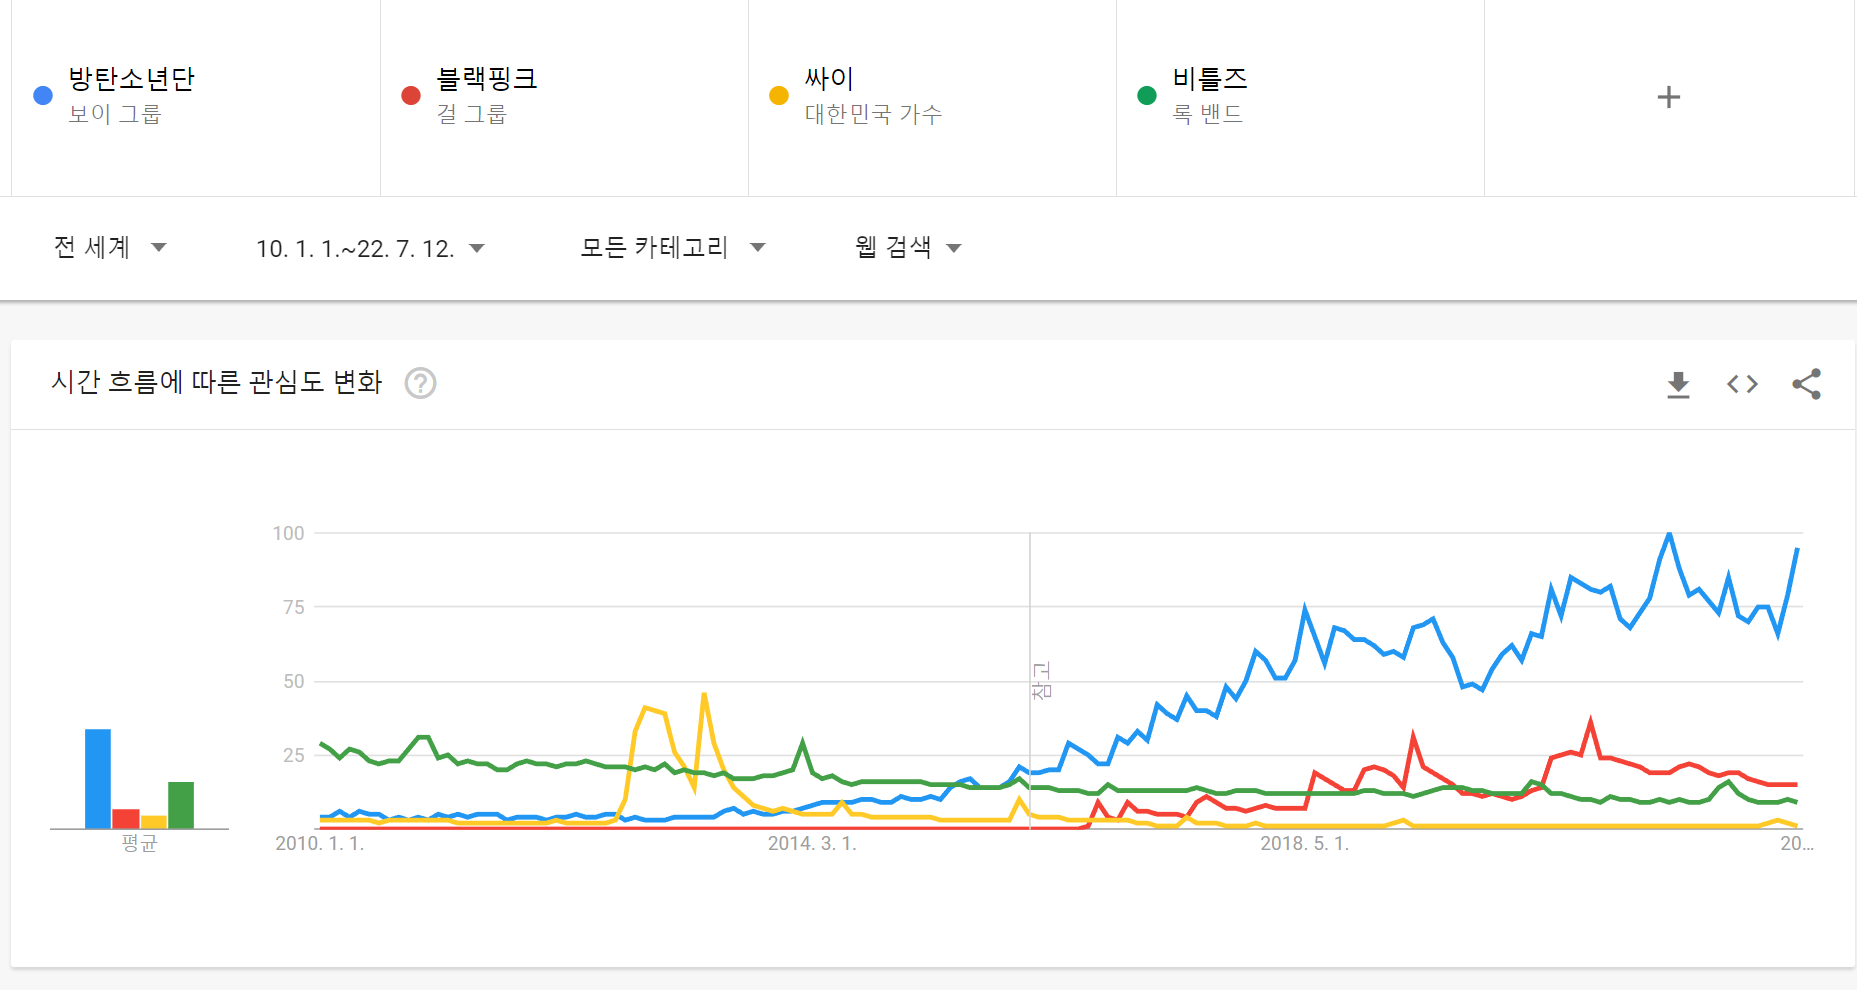 방탄소년단
보이 그룹
블랙핑크
걸 그룹
싸이
대한민국 가수
비틀즈
록 밴드
+
전 세계
10. 1. 1.~22. 7. 12.
모든 카테고리
웹 검색
시간 흐름에 따른 관심도 변화
?
100
75
50
25
참고
평균
2010. 1. 1.
2014. 3. 1.
2018. 5. 1.
20...